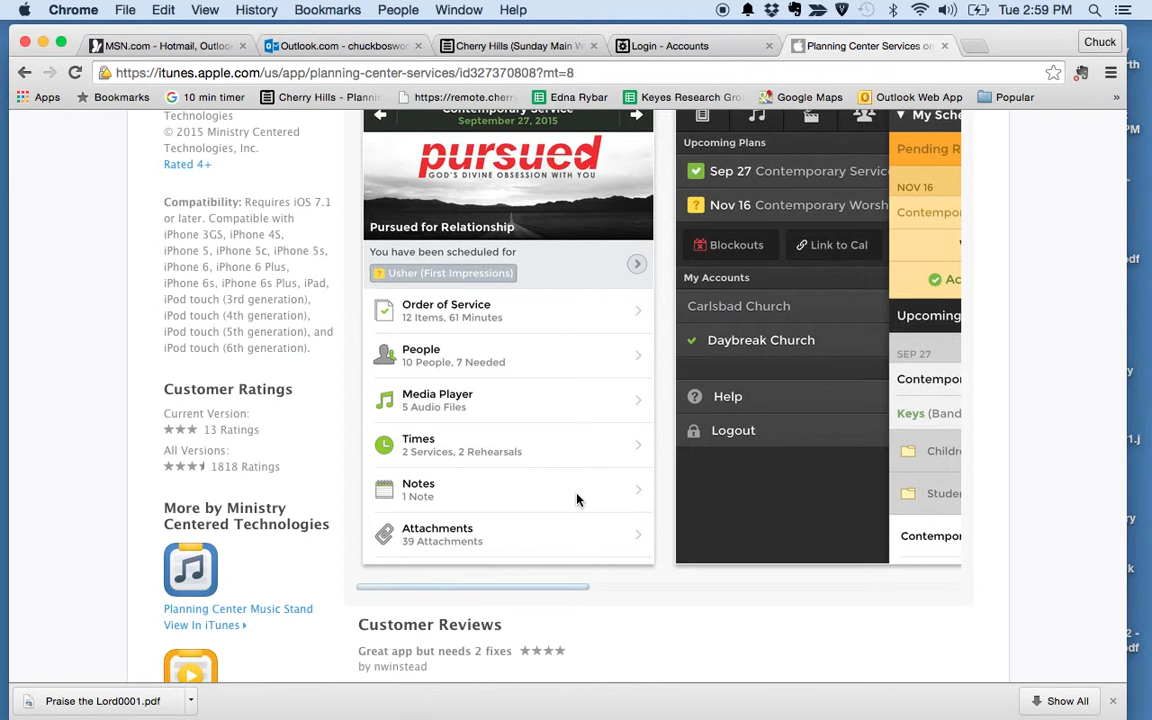 Chrome File Edit View History Bookmarks People Window Help Tue 2:59 PM
MSN.com - Hotmail, Outlo Outlook.com - chuckbosw Cherry Hills (Sunday Main W Login - Accounts Planning Center Services on Chuck
https://itunes.apple.com/us/app/planning-center-services/id327370808?mt=8
Apps Bookmarks 10 min timer Cherry Hills - Plannin https://remote.cherr Edna Rybar Keyes Research Gro Google Maps Outlook Web App Popular »
Technologies
© 2015 Ministry Centered
Technologies, Inc.
Rated 4+
Compatibility: Requires iOS 7.1
or later. Compatible with
iPhone 3GS, iPhone 4S,
iPhone 5, iPhone 5c, iPhone 5s,
iPhone 6, iPhone 6 Plus,
iPhone 6s, iPhone 6s Plus, iPad,
iPod touch (3rd generation),
iPod touch (4th generation),
iPod touch (5th generation), and
iPod touch (6th generation).
Customer Ratings
Current Version:
13 Ratings
All Versions:
1818 Ratings
More by Ministry
Centered Technologies
Planning Center Music Stand
View In iTunes
Contemporary Service
September 27, 2015
pursued
GOD'S DIVINE OBSESSION WITH YOU
Pursued for Relationship
You have been scheduled for
Usher (First Impressions)
Order of Service
12 Items, 61 Minutes
People
10 People, 7 Needed
Media Player
5 Audio Files
Times
2 Services, 2 Rehearsals
Notes
1 Note
Attachments
39 Attachments
Upcoming Plans
Sep 27 Contemporary Service
Nov 16 Contemporary Worsh
Blockouts Link to Cal
My Accounts
Carlsbad Church
Daybreak Church
Help
Logout
My Sche
Pending R
NOV 16
Contempor
Ac
Upcoming
SEP 27
Contempor
Keys (Band
Childre
Studen
Contempor
Customer Reviews
Great app but needs 2 fixes
by nwinstead
Praise the Lord0001.pdf Show All